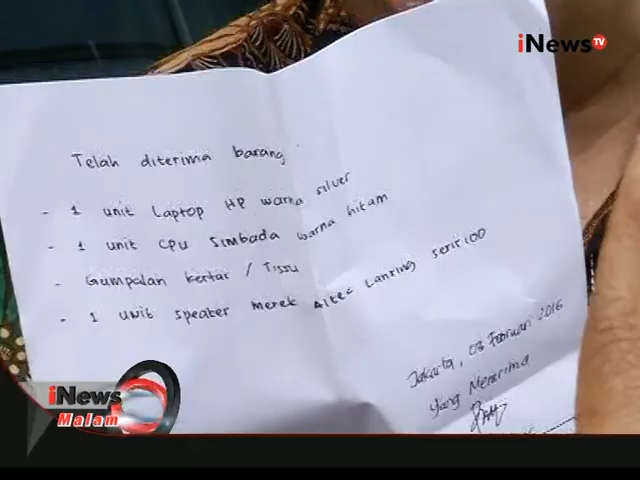 iNews TV
Telah diterima barang
- 1 unit Laptop HP warna silver
- 1 unit CPU Simbada warna hitam
- Gumpalan kertas / Tissu
- 1 unit speaker Merek Altec Lansing seri 100
Jakarta, 03 Februari 2016
Yang Menerima
iNews
Malam